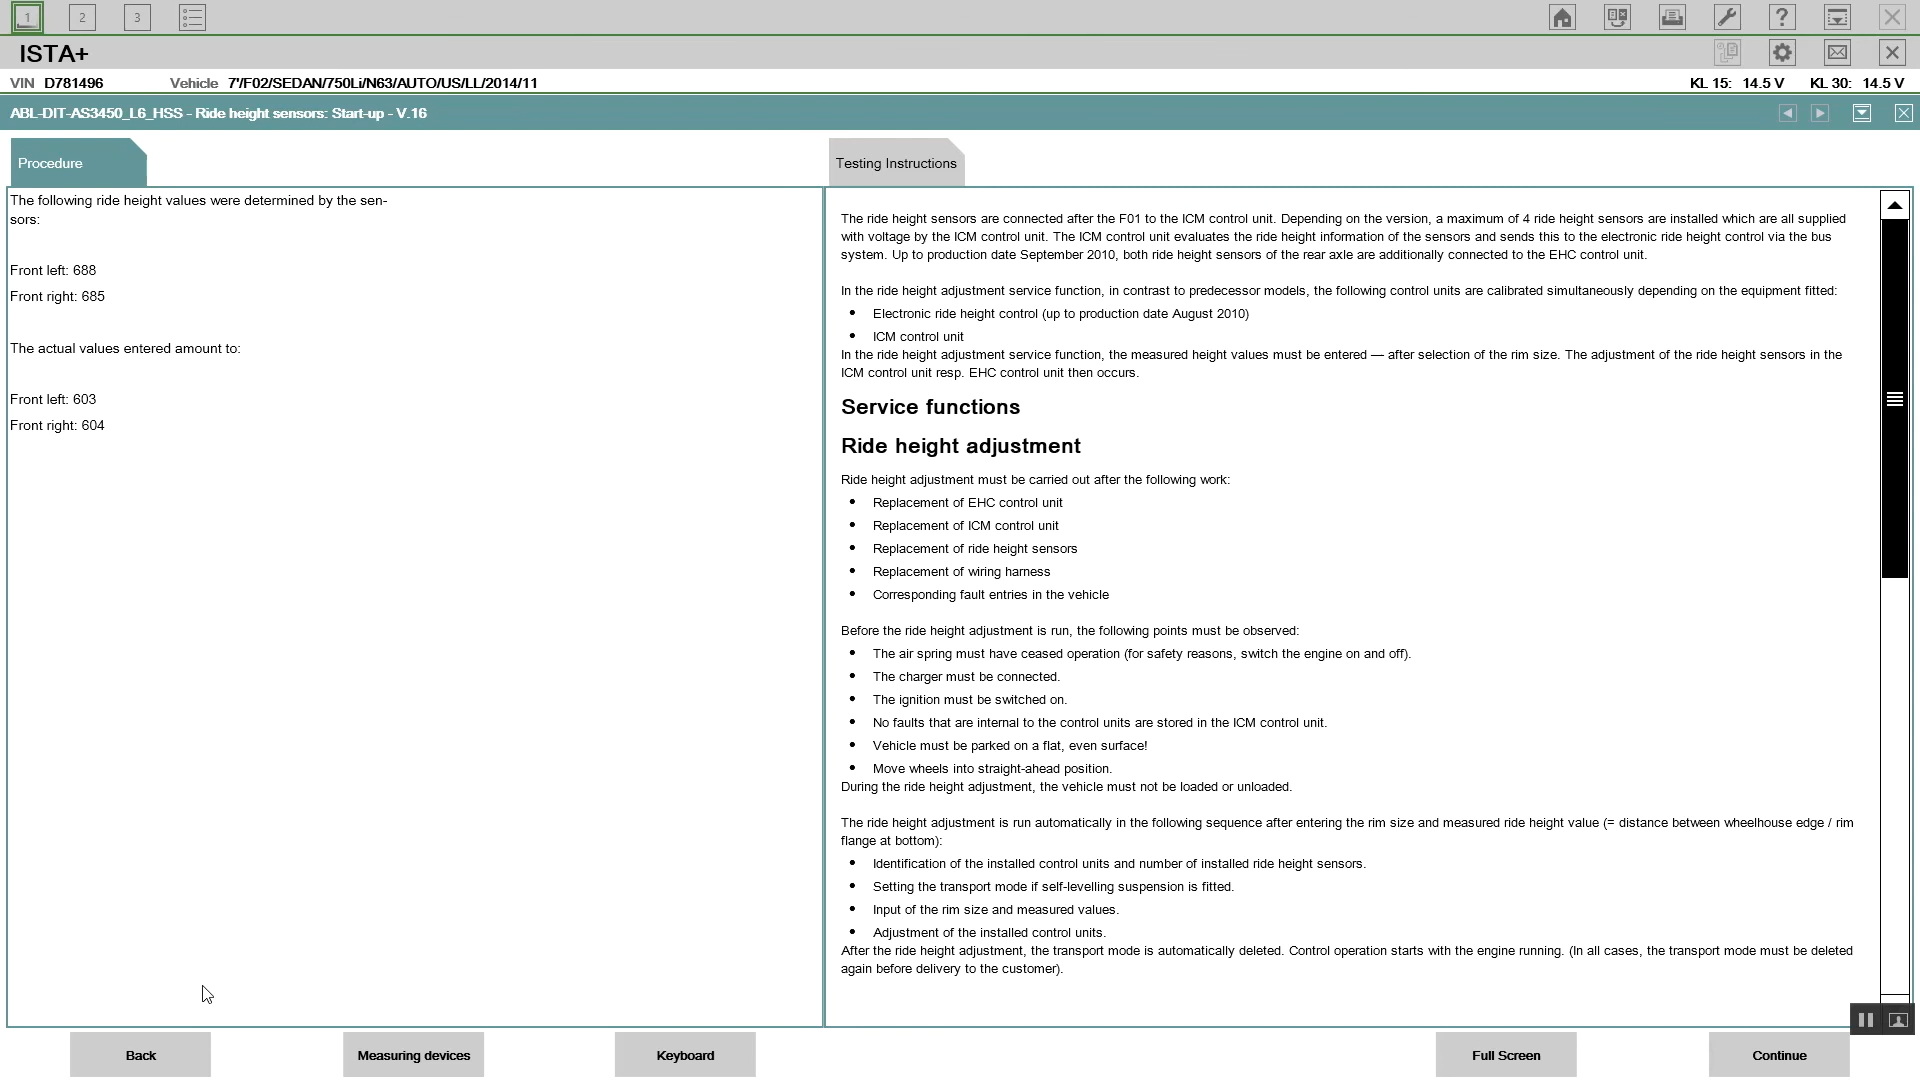 1
2
3
?
ISTA+
VIN D781496 Vehicle 7'/F02/SEDAN/750Li/N63/AUTO/US/LL/2014/11 KL 15: 14.5 V KL 30: 14.5 V
ABL-DIT-AS3450_L6_HSS - Ride height sensors: Start-up - V.16
Procedure
The following ride height values were determined by the sen-
sors:
Front left: 688
Front right: 685
The actual values entered amount to:
Front left: 603
Front right: 604
Testing Instructions
The ride height sensors are connected after the F01 to the ICM control unit. Depending on the version, a maximum of 4 ride height sensors are installed which are all supplied
with voltage by the ICM control unit. The ICM control unit evaluates the ride height information of the sensors and sends this to the electronic ride height control via the bus
system. Up to production date September 2010, both ride height sensors of the rear axle are additionally connected to the EHC control unit.
In the ride height adjustment service function, in contrast to predecessor models, the following control units are calibrated simultaneously depending on the equipment fitted:
• Electronic ride height control (up to production date August 2010)
• ICM control unit
In the ride height adjustment service function, the measured height values must be entered — after selection of the rim size. The adjustment of the ride height sensors in the
ICM control unit resp. EHC control unit then occurs.
Service functions
Ride height adjustment
Ride height adjustment must be carried out after the following work:
• Replacement of EHC control unit
• Replacement of ICM control unit
• Replacement of ride height sensors
• Replacement of wiring harness
• Corresponding fault entries in the vehicle
Before the ride height adjustment is run, the following points must be observed:
• The air spring must have ceased operation (for safety reasons, switch the engine on and off).
• The charger must be connected.
• The ignition must be switched on.
• No faults that are internal to the control units are stored in the ICM control unit.
• Vehicle must be parked on a flat, even surface!
• Move wheels into straight-ahead position.
During the ride height adjustment, the vehicle must not be loaded or unloaded.
The ride height adjustment is run automatically in the following sequence after entering the rim size and measured ride height value (= distance between wheelhouse edge / rim
flange at bottom):
• Identification of the installed control units and number of installed ride height sensors.
• Setting the transport mode if self-levelling suspension is fitted.
• Input of the rim size and measured values.
• Adjustment of the installed control units.
After the ride height adjustment, the transport mode is automatically deleted. Control operation starts with the engine running. (In all cases, the transport mode must be deleted
again before delivery to the customer).
Back
Measuring devices
Keyboard
Full Screen
Continue